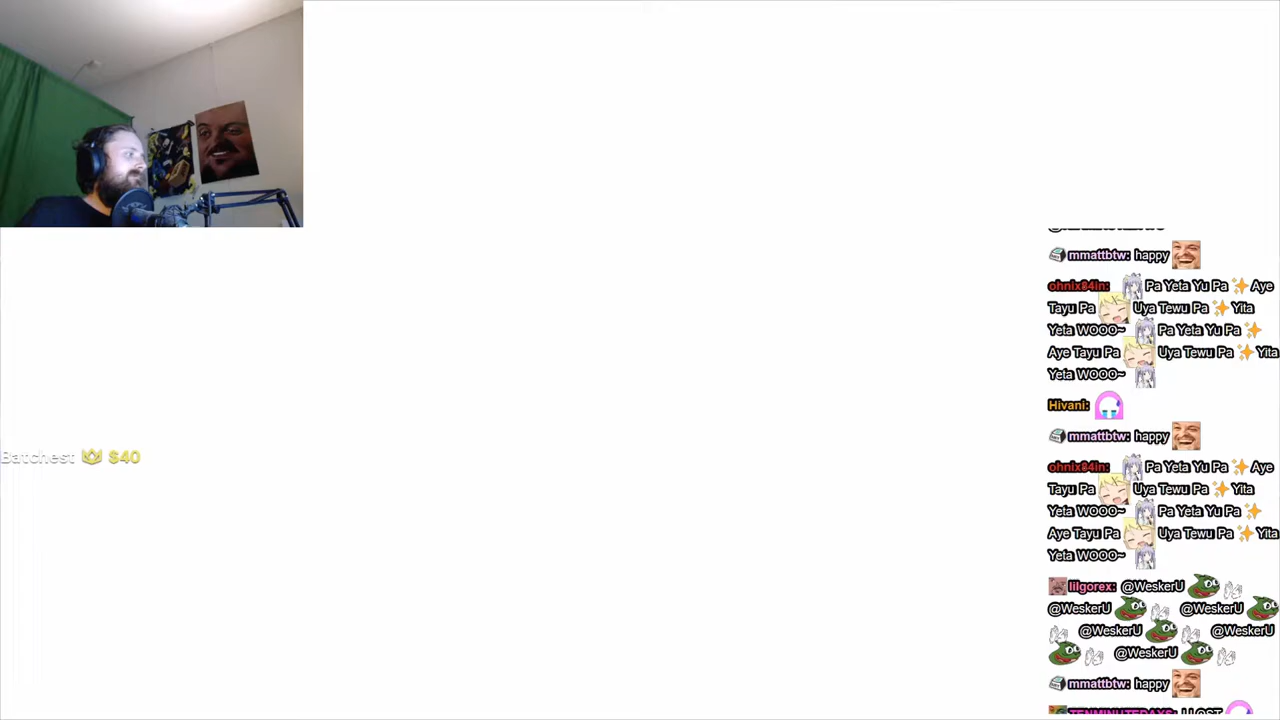 mmattbtw: happy
ohnix84in: Pa Yeta Yu Pa ✨ Aye
Tayu Pa Uya Tewu Pa ✨ Yita
Yeta WOOO~ Pa Yeta Yu Pa ✨
Aye Tayu Pa Uya Tewu Pa ✨ Yita
Yeta WOOO~
Hivani:
mmattbtw: happy
Batchest $40
ohnix84in: Pa Yeta Yu Pa ✨ Aye
Tayu Pa Uya Tewu Pa ✨ Yita
Yeta WOOO~ Pa Yeta Yu Pa ✨
Aye Tayu Pa Uya Tewu Pa ✨ Yita
Yeta WOOO~
lilgorex: @WeskerU
@WeskerU @WeskerU
@WeskerU @WeskerU
@WeskerU
mmattbtw: happy
TENMINUTEDAYS: I LOST